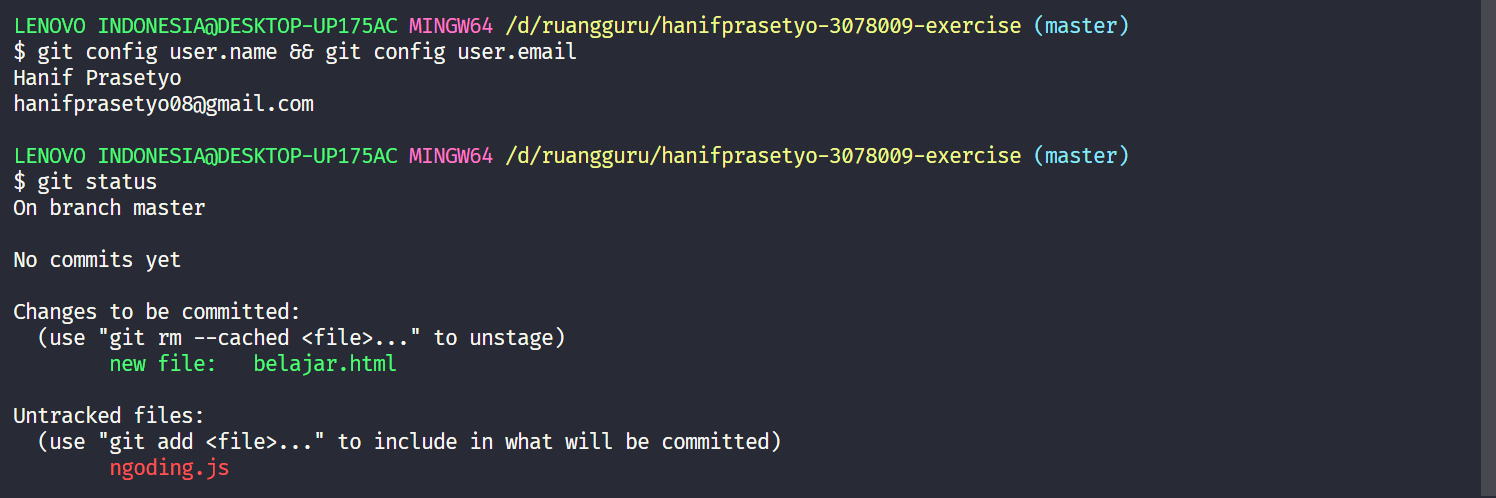 LENOVO INDONESIA@DESKTOP-UP175AC MINGW64 /d/ruangguru/hanifprasetyo-3078009-exercise (master)
$ git config user.name && git config user.email
Hanif Prasetyo
hanifprasetyo08@gmail.com
LENOVO INDONESIA@DESKTOP-UP175AC MINGW64 /d/ruangguru/hanifprasetyo-3078009-exercise (master)
$ git status
On branch master
No commits yet
Changes to be committed:
(use "git rm --cached <file>..." to unstage)
new file: belajar.html
Untracked files:
(use "git add <file>..." to include in what will be committed)
ngoding.js